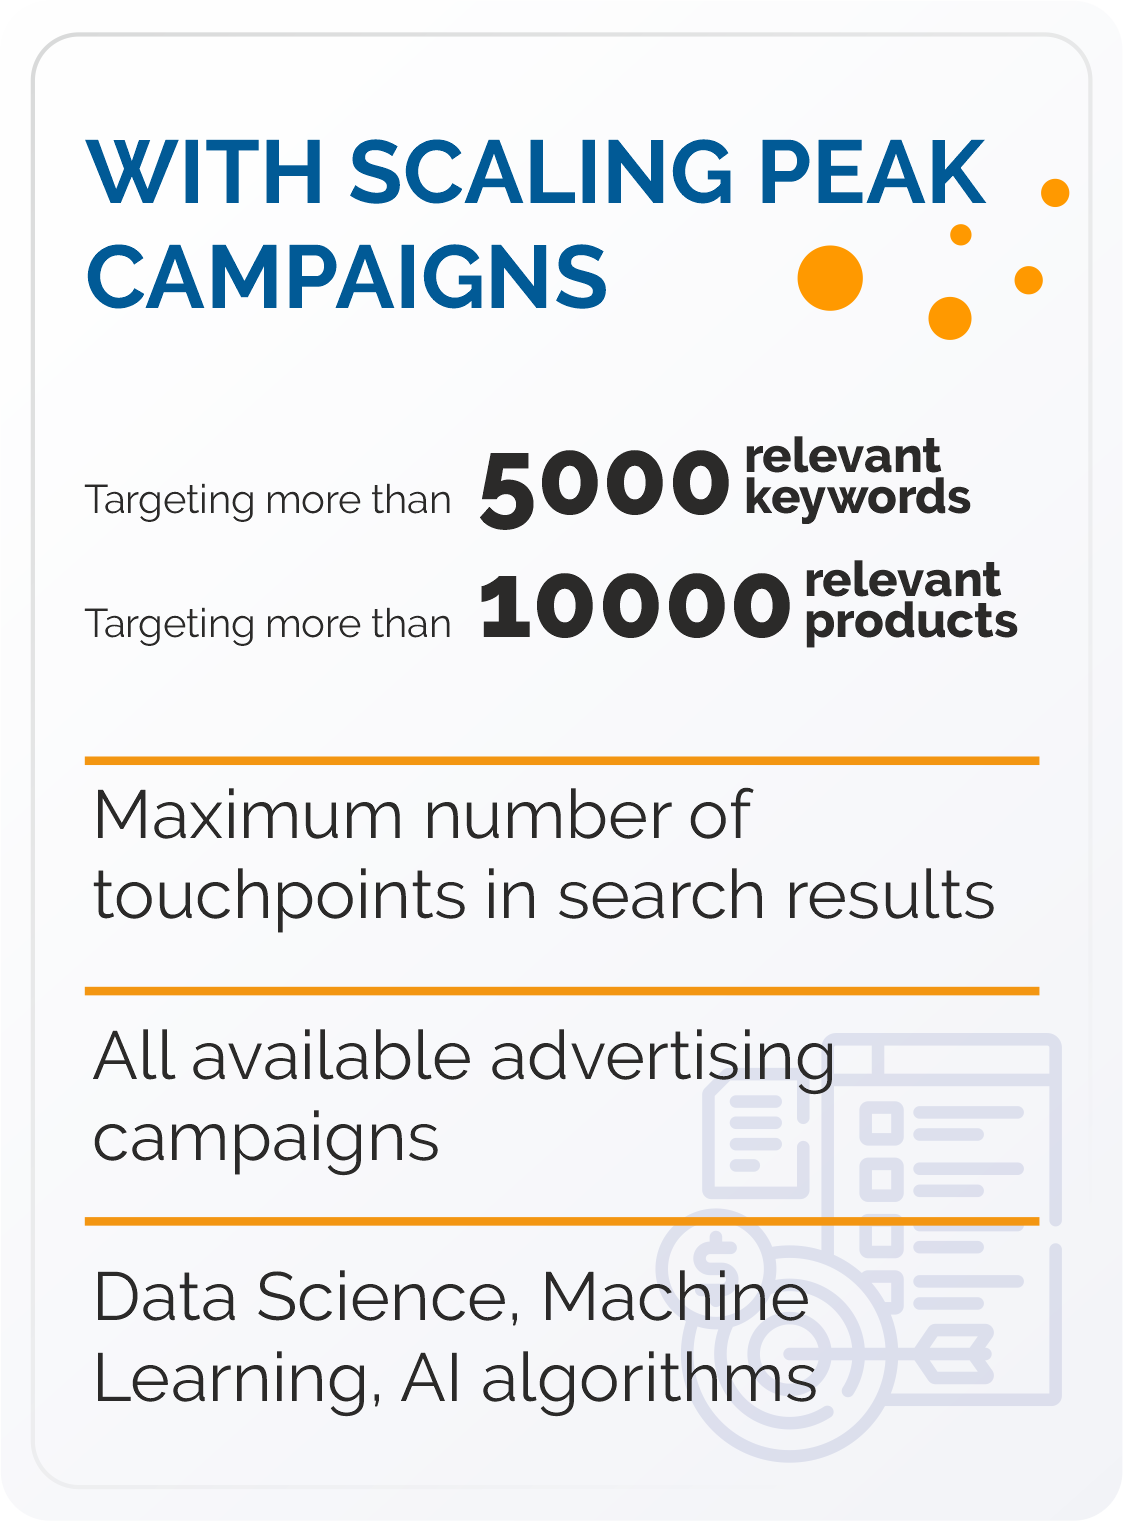 WITH SCALING PEAK
CAMPAIGNS
Targeting more than 5000 relevant keywords
Targeting more than 10000 relevant products
Maximum number of
touchpoints in search results
All available advertising
campaigns
Data Science, Machine
Learning, AI algorithms
$